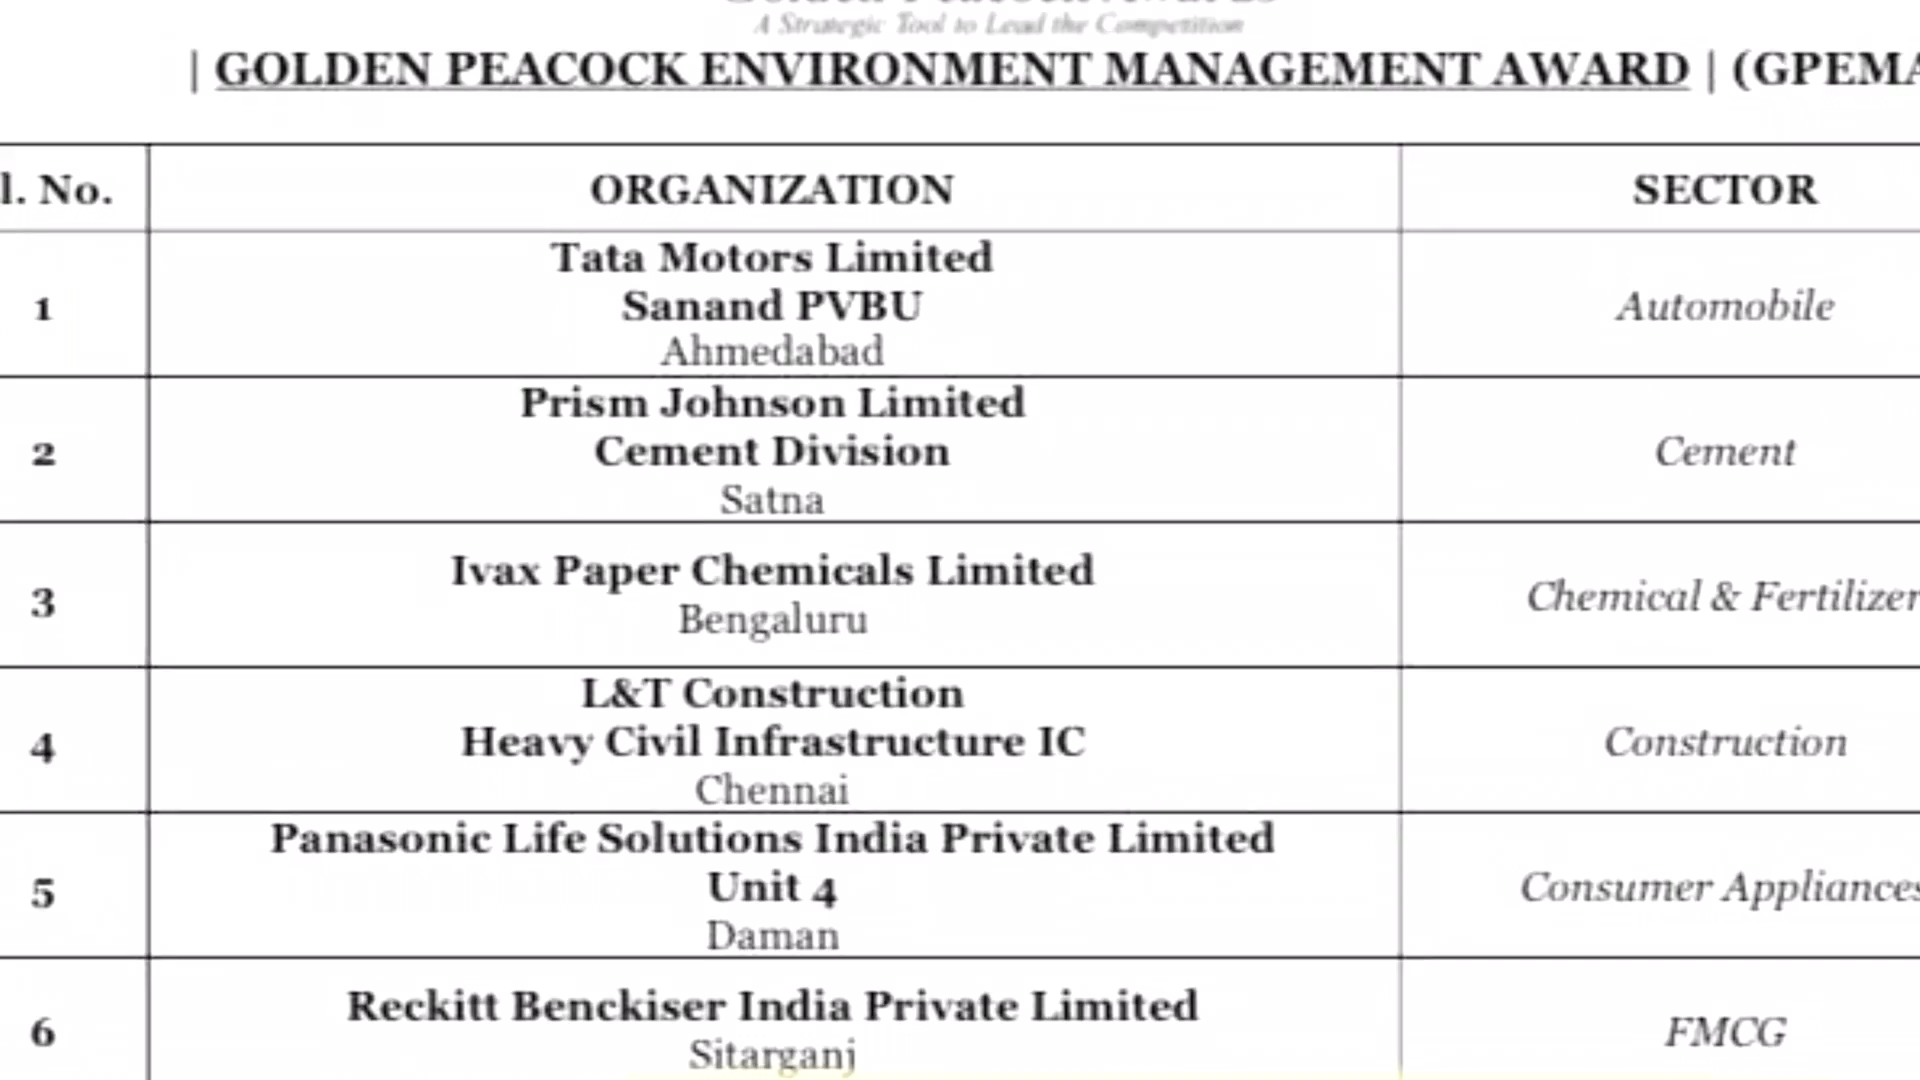 A Strategic Tool to Lead the Competition
| GOLDEN PEACOCK ENVIRONMENT MANAGEMENT AWARD | (GPEMA
l. No. ORGANIZATION SECTOR
1 Tata Motors Limited
Sanand PVBU
Ahmedabad
Automobile
2 Prism Johnson Limited
Cement Division
Satna
Cement
3 Ivax Paper Chemicals Limited
Bengaluru
Chemical & Fertilizer
4 L&T Construction
Heavy Civil Infrastructure IC
Chennai
Construction
5 Panasonic Life Solutions India Private Limited
Unit 4
Daman
Consumer Appliances
6 Reckitt Benckiser India Private Limited
Sitarganj
FMCG